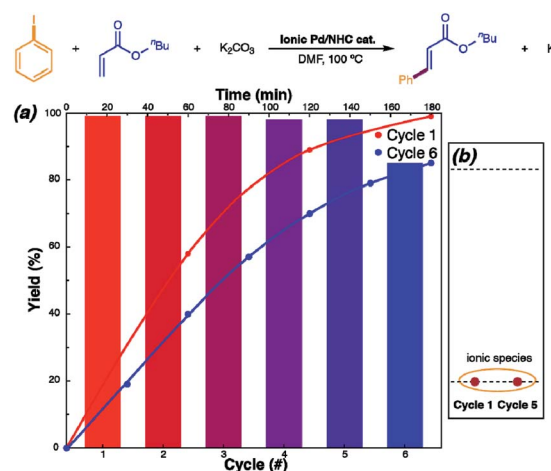 I
O
O
nBu
+
+ K2CO3
Ionic Pd/NHC cat.
DMF, 100 ºC
O
Ph
O
nBu
+ K
Time (min)
(a)
0 20 40 60 80 100 120 140 160 180
100
80
60
40
20
0
Yield (%)
Cycle 1
Cycle 6
1 2 3 4 5 6
Cycle (#)
(b)
ionic species
Cycle 1 Cycle 5